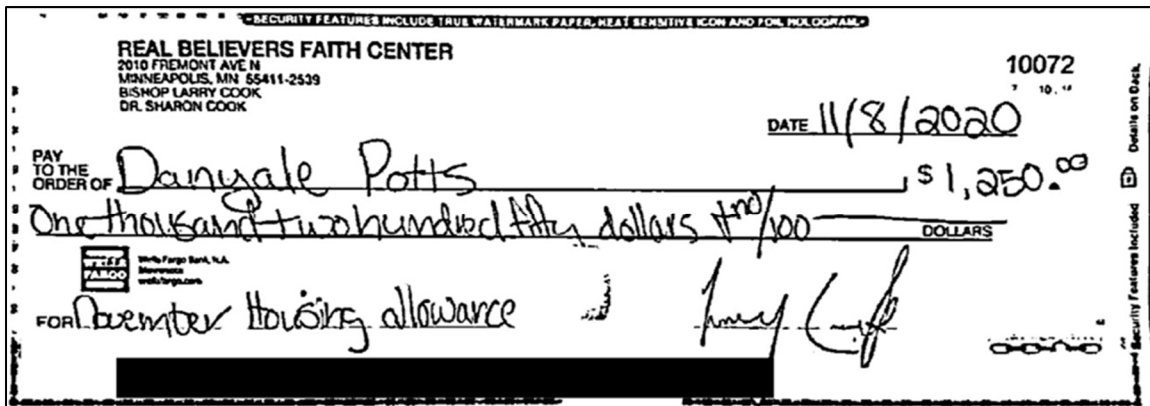 SECURITY FEATURES INCLUDE TRUE WATERMARK PAPER, HEAT SENSITIVE ICON AND FOIL HOLOGRAM
REAL BELIEVERS FAITH CENTER
2010 FREMONT AVE N
MINNEAPOLIS, MN 55411-2539
BISHOP LARRY COOK
DR. SHARON COOK
10072
DATE 11/8/2020
PAY TO THE ORDER OF Danyale Potts $1,250.00
One thousand two hundred fifty dollars + no/100 DOLLARS
WELLS FARGO
Wells Fargo Bank, N.A.
Minnesota
wellsfargo.com
FOR November Housing allowance
Security Features Included Details on Back.